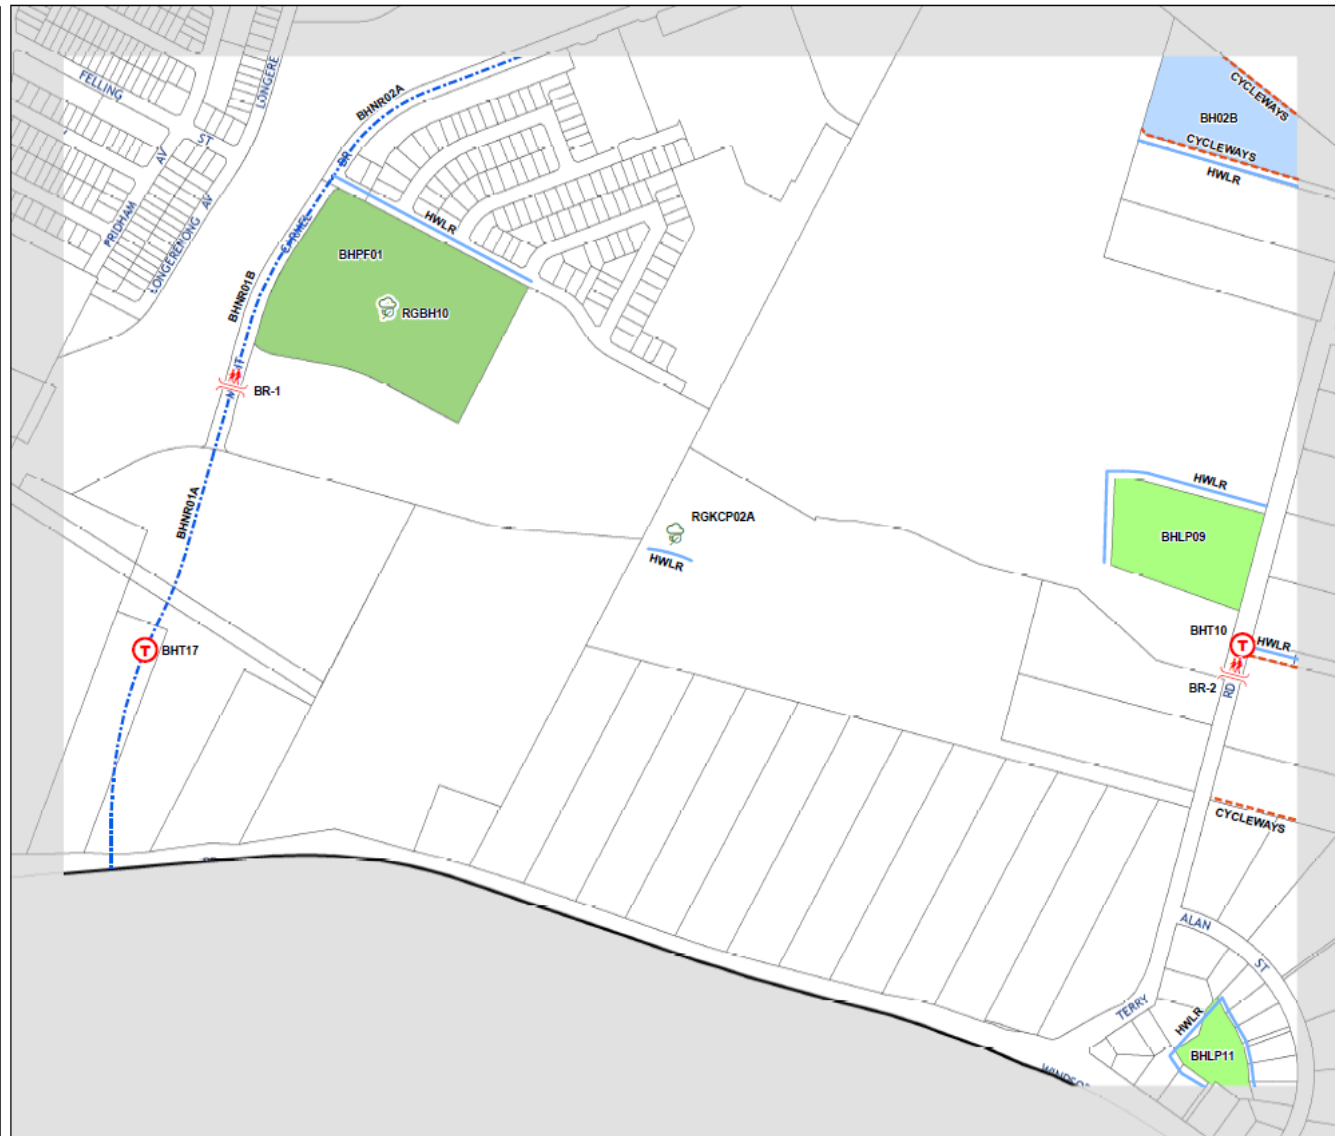 FELLING
LONGERE
BHNR02A
CYCLEWAYS
BH02B
ST
AV
BR
CYCLEWAYS
HWLR
PRIDHAM
LONGERENONG AV
CARMEL
HWLR
BHPF01
BHNR01B
RGBH10
BR-1
HWLR
BHNR01A
RGKCP02A
HWLR
BHLP09
BHT10
HWLR
BHT17
BR-2
RD
CYCLEWAYS
ALAN
ST
TERRY
HWLR
BHLP11